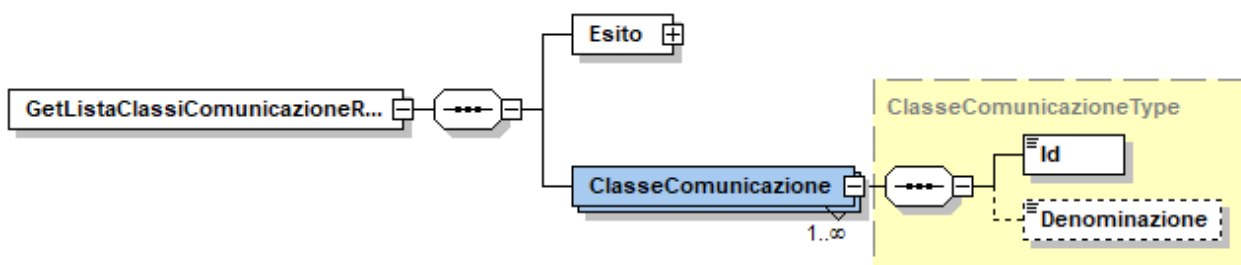 Esito
GetListaClassiComunicazioneR...
ClasseComunicazioneType
Id
ClasseComunicazione
Denominazione
1..∞